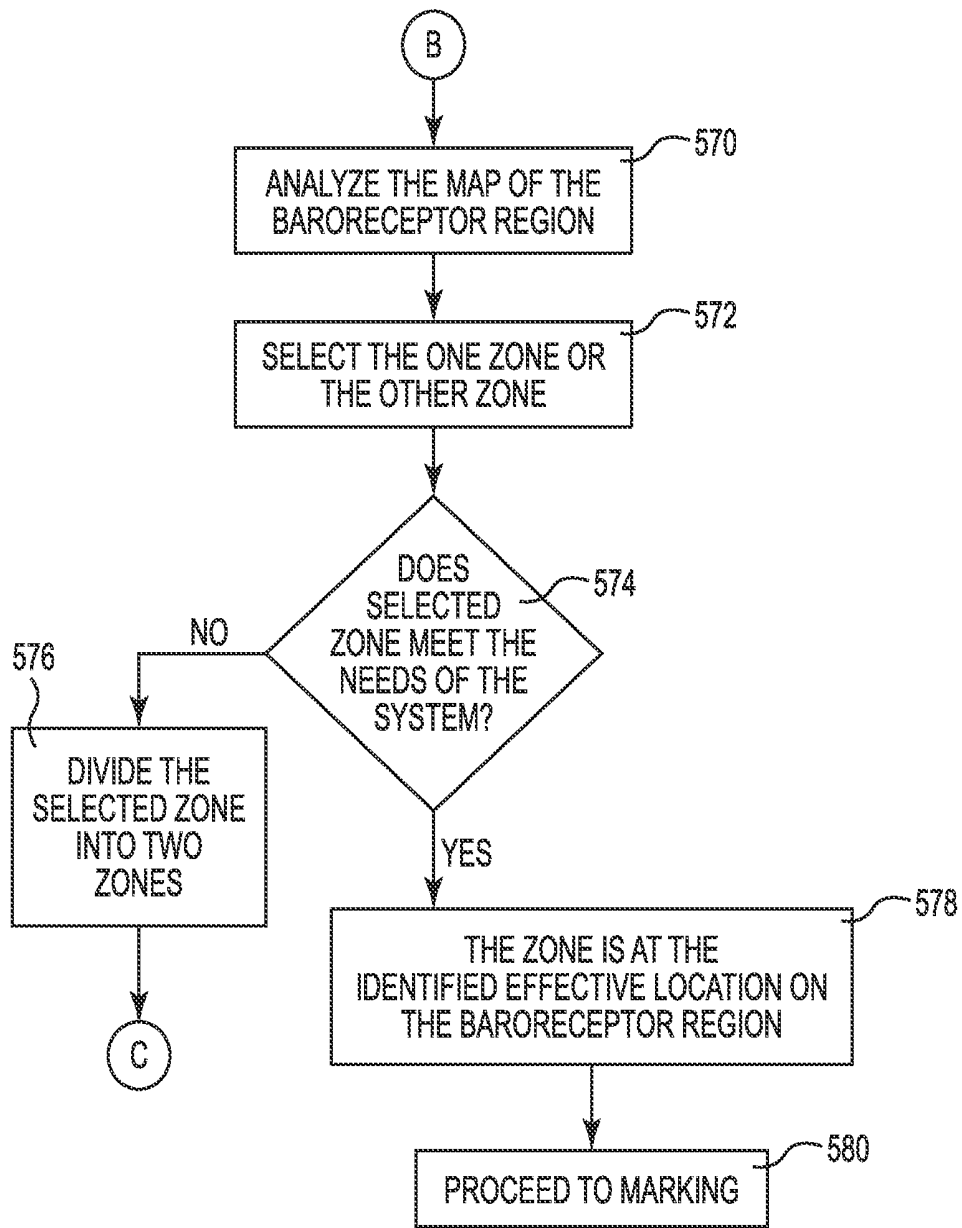 B
570
ANALYZE THE MAP OF THE
BARORECEPTOR REGION
572
SELECT THE ONE ZONE OR
THE OTHER ZONE
574
DOES
SELECTED
ZONE MEET THE
NEEDS OF THE
SYSTEM?
NO
576
DIVIDE THE
SELECTED ZONE
INTO TWO
ZONES
YES
578
THE ZONE IS AT THE
IDENTIFIED EFFECTIVE LOCATION ON
THE BARORECEPTOR REGION
C
580
PROCEED TO MARKING